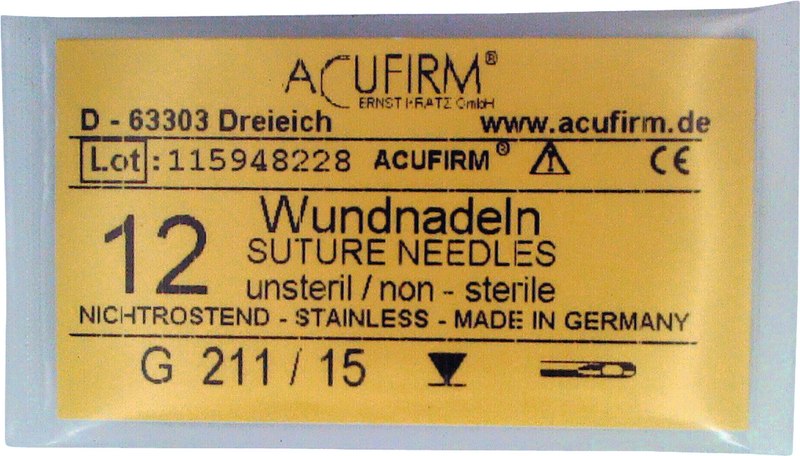 ACUFIRM®
ERNST KRATZ GmbH
D - 63303 Dreieich www.acufirm.de
Lot: 115948228 ACUFIRM® CE
12
Wundnadeln
SUTURE NEEDLES
unsteril / non - sterile
NICHTROSTEND - STAINLESS - MADE IN GERMANY
G 211 / 15